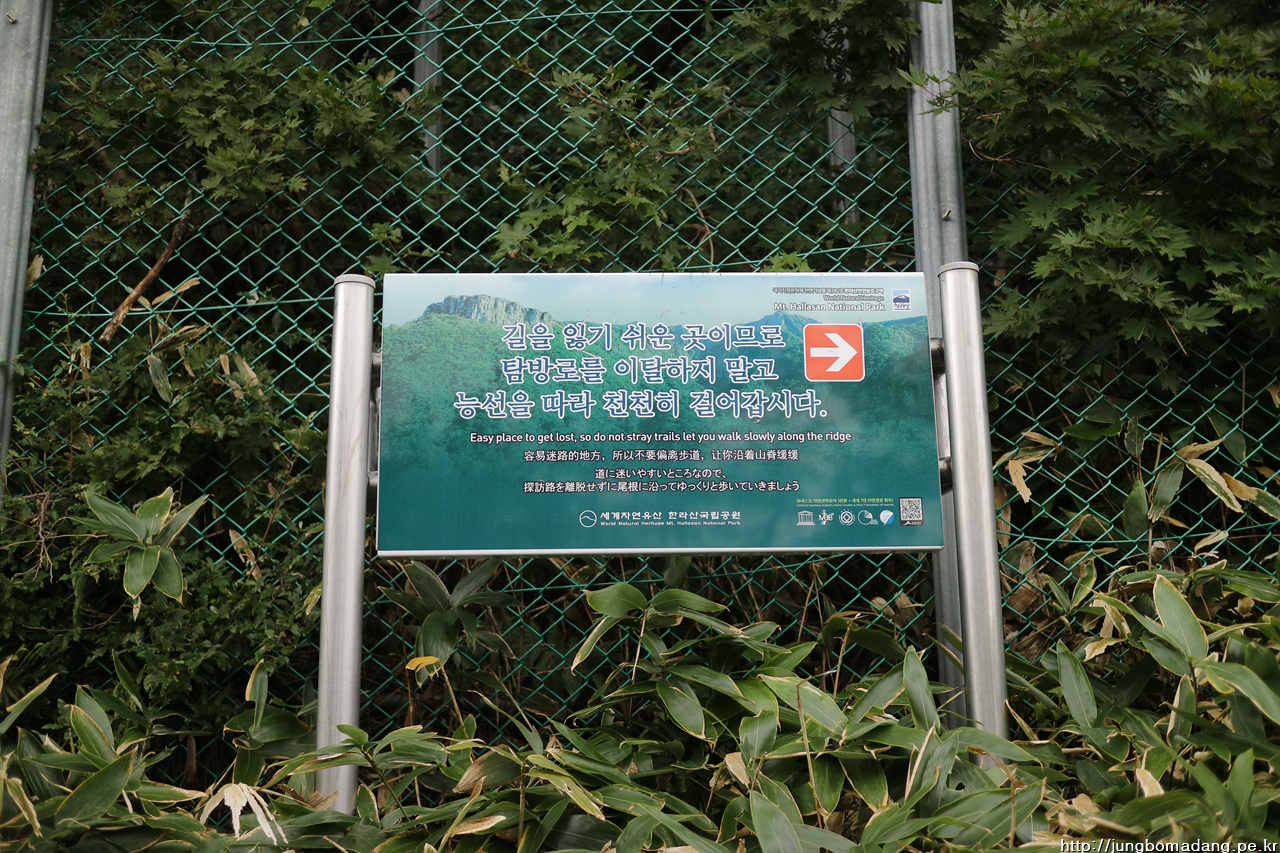 World Natural Heritage
Mt. Hallasan National Park
길을 잃기 쉬운 곳이므로
탐방로를 이탈하지 말고
능선을 따라 천천히 걸어갑시다.
Easy place to get lost, so do not stray trails let you walk slowly along the ridge
容易迷路的地方，所以不要偏离步道，让你沿着山脊缓缓
道に迷いやすいところなので、
探訪路を離脱せずに尾根に沿ってゆっくりと歩いていきましょう
세계자연유산 한라산국립공원
World Natural Heritage Mt. Hallasan National Park
http://jungbomadang.pe.kr